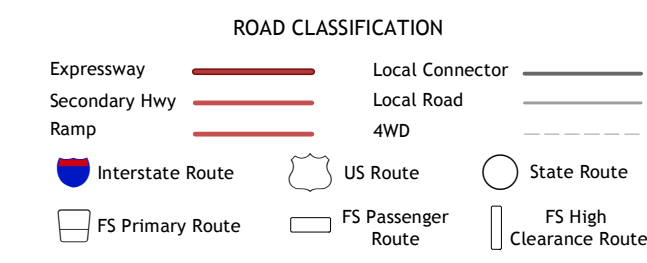 ROAD CLASSIFICATION
Expressway
Local Connector
Secondary Hwy
Local Road
Ramp
4WD
Interstate Route
US Route
State Route
FS Primary Route
FS Passenger
Route
FS High
Clearance Route